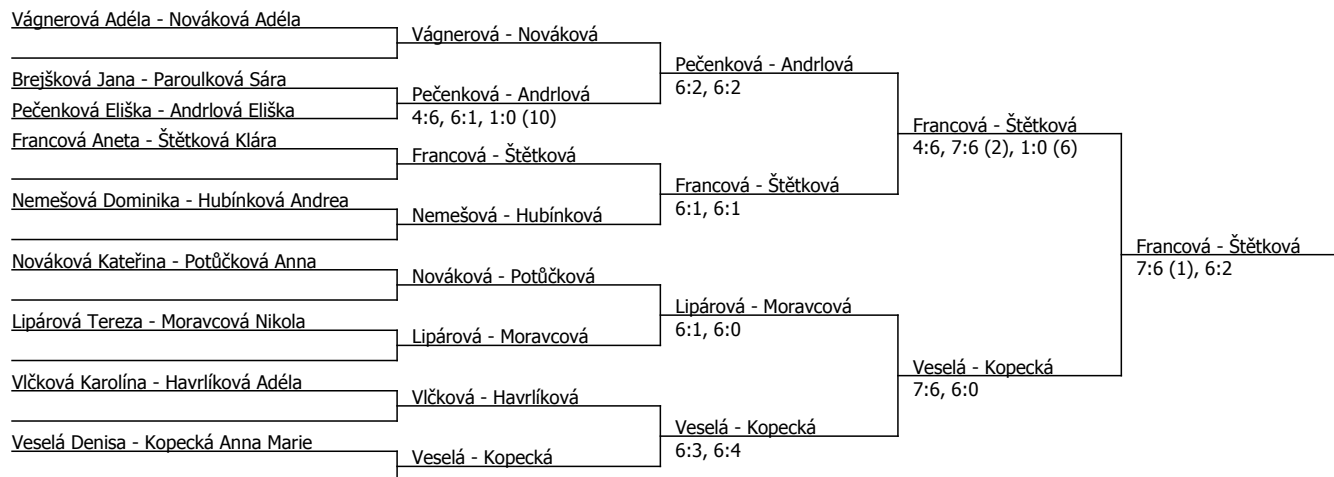 Vágnerová Adéla - Nováková Adéla
Brejšková Jana - Paroulková Sára
Pečenková Eliška - Andrlová Eliška
Francová Aneta - Štětková Klára
Nemešová Dominika - Hubínková Andrea
Nováková Kateřina - Potůčková Anna
Lipárová Tereza - Moravcová Nikola
Vlčková Karolína - Havrlíková Adéla
Veselá Denisa - Kopecká Anna Marie
Vágnerová - Nováková
Pečenková - Andrlová
4:6, 6:1, 1:0 (10)
Francová - Štětková
Nemešová - Hubínková
Nováková - Potůčková
Lipárová - Moravcová
Vlčková - Havrlíková
Veselá - Kopecká
Pečenková - Andrlová
6:2, 6:2
Francová - Štětková
6:1, 6:1
Lipárová - Moravcová
6:1, 6:0
Veselá - Kopecká
6:3, 6:4
Francová - Štětková
4:6, 7:6 (2), 1:0 (6)
Veselá - Kopecká
7:6, 6:0
Francová - Štětková
7:6 (1), 6:2